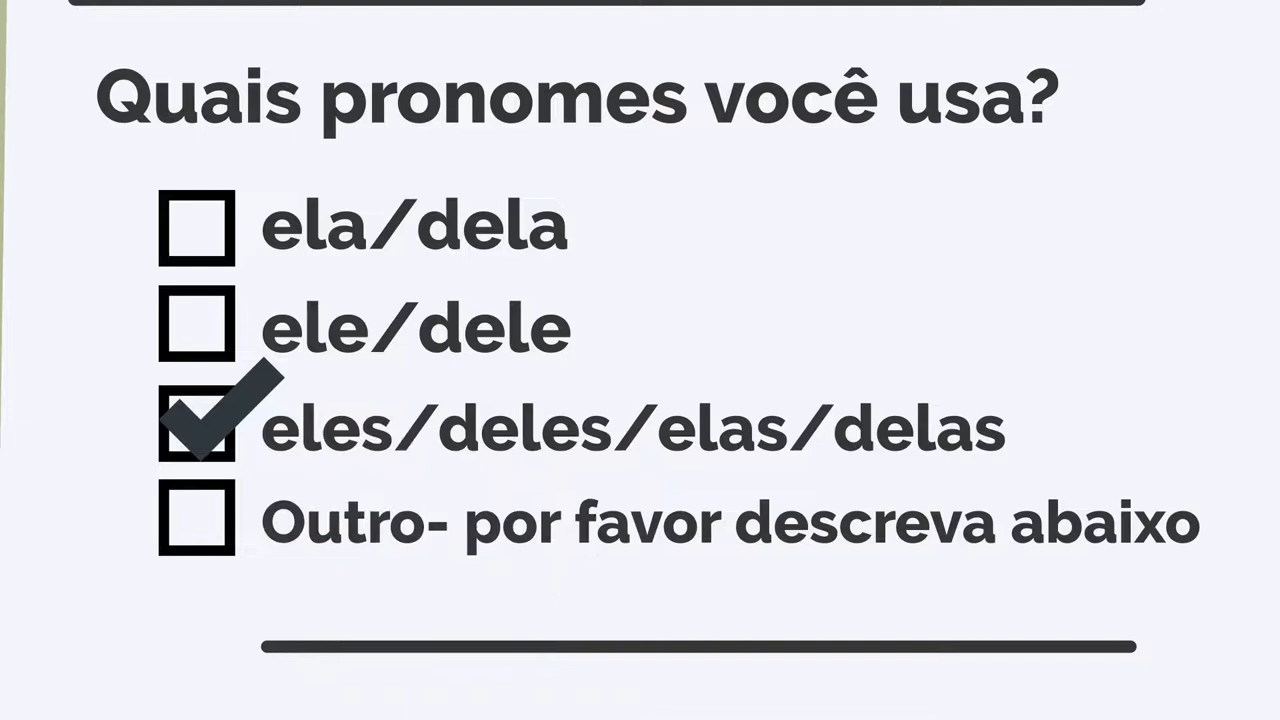 Quais pronomes você usa?
ela/dela
ele/dele
eles/deles/elas/delas
Outro- por favor descreva abaixo